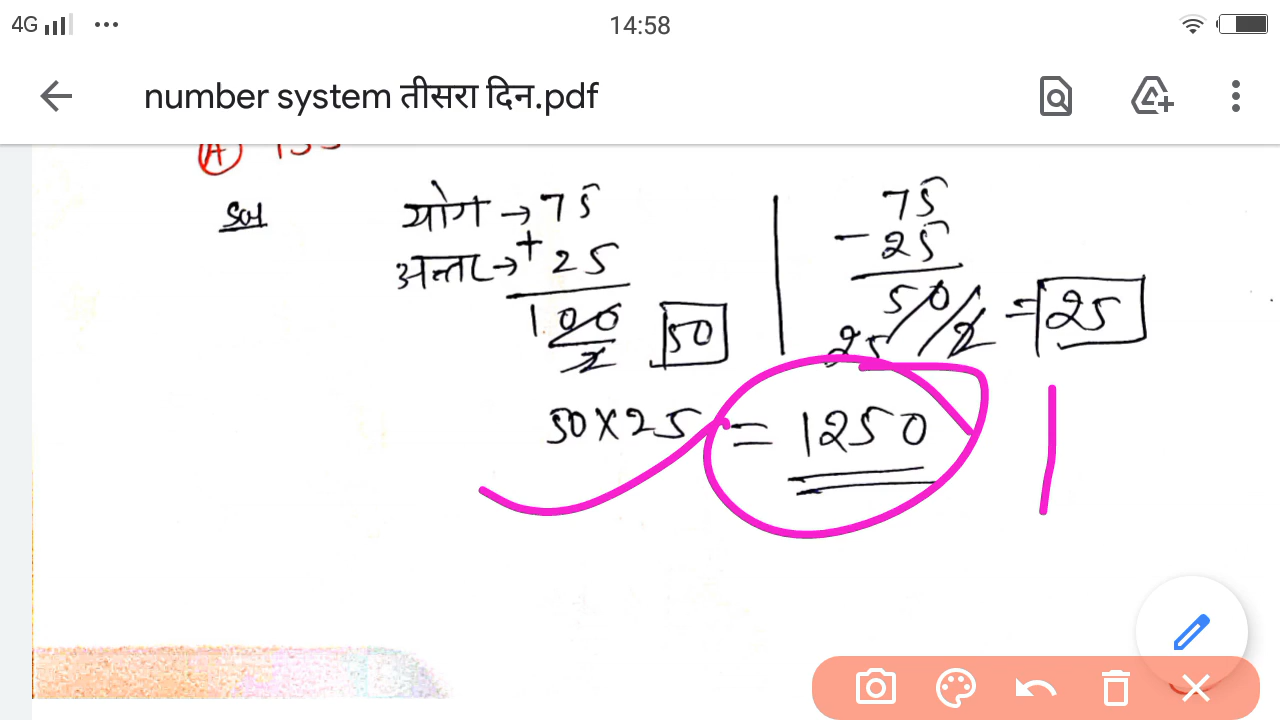 4G 14:58
number system तीसरा दिन.pdf
Sol
योग → 75
अन्तर → + 25
100
2
50
75
- 25
50/2 = 25
25
50 × 25 = 1250